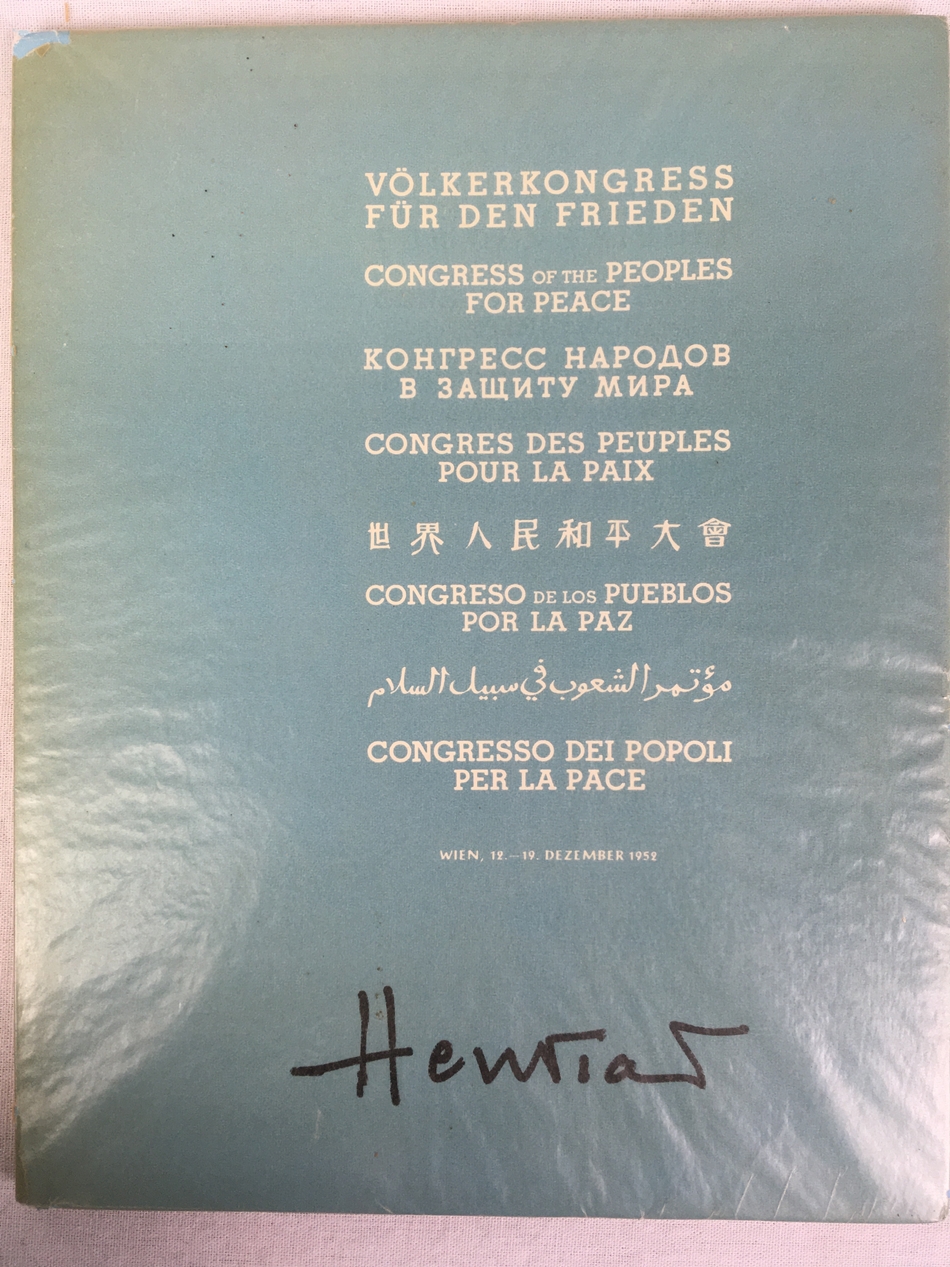 VÖLKERKONGRESS
FÜR DEN FRIEDEN
CONGRESS OF THE PEOPLES
FOR PEACE
КОНГРЕСС НАРОДОВ
В ЗАЩИТУ МИРА
CONGRES DES PEUPLES
POUR LA PAIX
世界人民和平大會
CONGRESO DE LOS PUEBLOS
POR LA PAZ
مؤتمر الشعوب في سبيل السلام
CONGRESSO DEI POPOLI
PER LA PACE
WIEN, 12.—19. DEZEMBER 1952